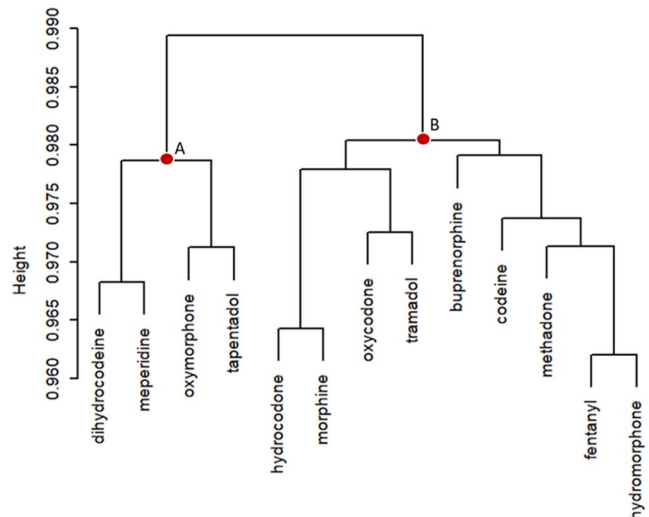 0.990
0.985
0.980
0.975
0.970
0.965
0.960
Height
A
B
dihydrocodeine
meperidine
oxymorphone
tapentadol
hydrocodone
morphine
oxycodone
tramadol
buprenorphine
codeine
methadone
fentanyl
hydromorphone